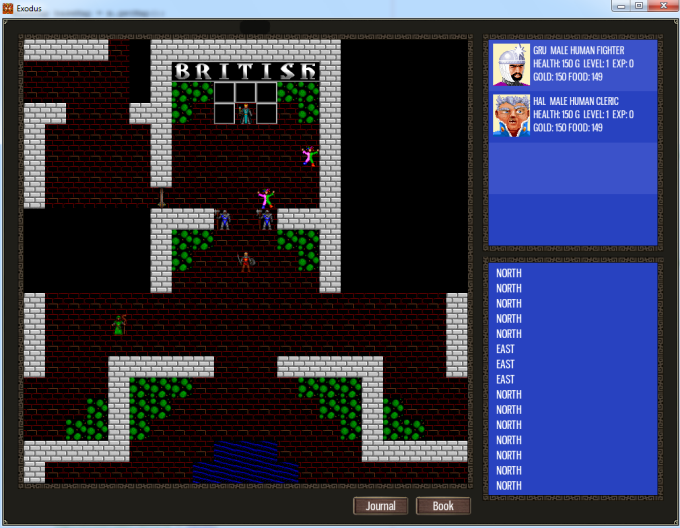 Exodus
BRITISH
GRU MALE HUMAN FIGHTER
HEALTH: 150 G LEVEL: 1 EXP: 0
GOLD: 150 FOOD: 149
HAL MALE HUMAN CLERIC
HEALTH: 150 G LEVEL: 1 EXP: 0
GOLD: 150 FOOD: 149
NORTH
NORTH
NORTH
NORTH
NORTH
EAST
EAST
EAST
NORTH
NORTH
NORTH
NORTH
NORTH
NORTH
NORTH
Journal
Book